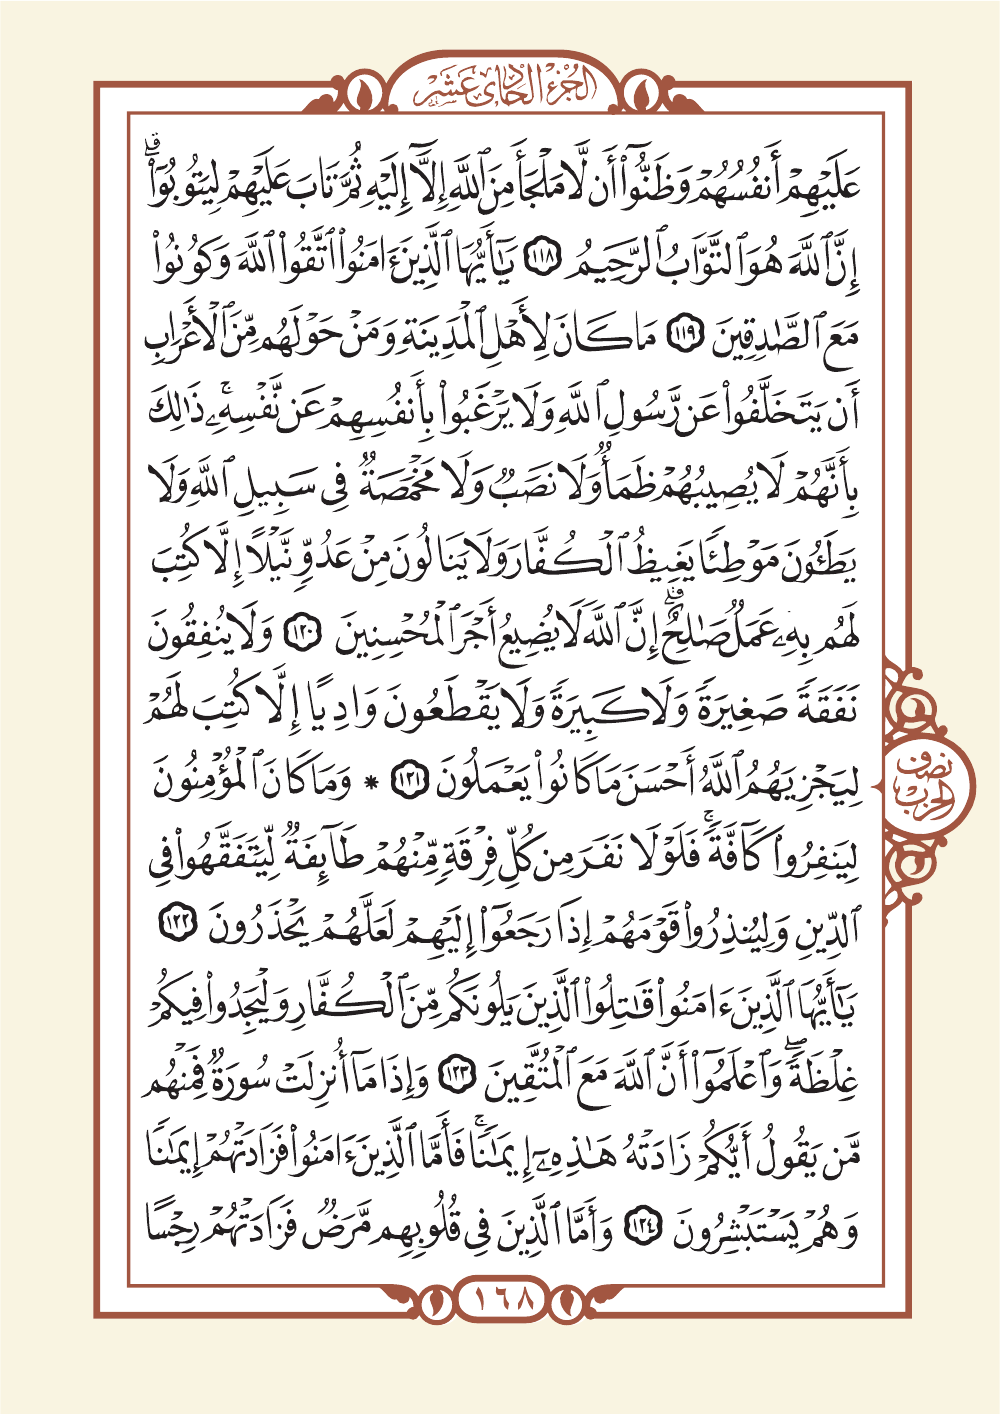 الجزء الحادي عشر
عَلَيْهِمْ أَنفُسُهُمْ وَظَنُّوٓا۟ أَن لَّا مَلْجَأَ مِنَ ٱللَّهِ إِلَّآ إِلَيْهِ ثُمَّ تَابَ عَلَيْهِمْ لِيَتُوبُوٓا۟ ۚ
إِنَّ ٱللَّهَ هُوَ ٱلتَّوَّابُ ٱلرَّحِيمُ ١١٨ يَـٰٓأَيُّهَا ٱلَّذِينَ ءَامَنُوا۟ ٱتَّقُوا۟ ٱللَّهَ وَكُونُوا۟
مَعَ ٱلصَّـٰدِقِينَ ١١٩ مَا كَانَ لِأَهْلِ ٱلْمَدِينَةِ وَمَنْ حَوْلَهُم مِّنَ ٱلْأَعْرَابِ
أَن يَتَخَلَّفُوا۟ عَن رَّسُولِ ٱللَّهِ وَلَا يَرْغَبُوا۟ بِأَنفُسِهِمْ عَن نَّفْسِهِۦ ۚ ذَٰلِكَ
بِأَنَّهُمْ لَا يُصِيبُهُمْ ظَمَأٌ وَلَا نَصَبٌ وَلَا مَخْمَصَةٌ فِى سَبِيلِ ٱللَّهِ وَلَا
يَطَـُٔونَ مَوْطِئًا يَغِيظُ ٱلْكُفَّارَ وَلَا يَنَالُونَ مِنْ عَدُوٍّ نَّيْلًا إِلَّا كُتِبَ
لَهُم بِهِۦ عَمَلٌ صَـٰلِحٌ ۚ إِنَّ ٱللَّهَ لَا يُضِيعُ أَجْرَ ٱلْمُحْسِنِينَ ١٢٠ وَلَا يُنفِقُونَ
نَفَقَةً صَغِيرَةً وَلَا كَبِيرَةً وَلَا يَقْطَعُونَ وَادِيًا إِلَّا كُتِبَ لَهُمْ
لِيَجْزِيَهُمُ ٱللَّهُ أَحْسَنَ مَا كَانُوا۟ يَعْمَلُونَ ١٢١ * وَمَا كَانَ ٱلْمُؤْمِنُونَ
نصف الحزب
لِيَنفِرُوا۟ كَآفَّةً ۚ فَلَوْلَا نَفَرَ مِن كُلِّ فِرْقَةٍ مِّنْهُمْ طَآئِفَةٌ لِّيَتَفَقَّهُوا۟ فِى
ٱلدِّينِ وَلِيُنذِرُوا۟ قَوْمَهُمْ إِذَا رَجَعُوٓا۟ إِلَيْهِمْ لَعَلَّهُمْ يَحْذَرُونَ ١٢٢
يَـٰٓأَيُّهَا ٱلَّذِينَ ءَامَنُوا۟ قَـٰتِلُوا۟ ٱلَّذِينَ يَلُونَكُم مِّنَ ٱلْكُفَّارِ وَلْيَجِدُوا۟ فِيكُمْ
غِلْظَةً ۚ وَٱعْلَمُوٓا۟ أَنَّ ٱللَّهَ مَعَ ٱلْمُتَّقِينَ ١٢٣ وَإِذَا مَآ أُنزِلَتْ سُورَةٌ فَمِنْهُم
مَّن يَقُولُ أَيُّكُمْ زَادَتْهُ هَـٰذِهِۦٓ إِيمَـٰنًا ۚ فَأَمَّا ٱلَّذِينَ ءَامَنُوا۟ فَزَادَتْهُمْ إِيمَـٰنًا
وَهُمْ يَسْتَبْشِرُونَ ١٢٤ وَأَمَّا ٱلَّذِينَ فِى قُلُوبِهِم مَّرَضٌ فَزَادَتْهُمْ رِجْسًا
١٦٨